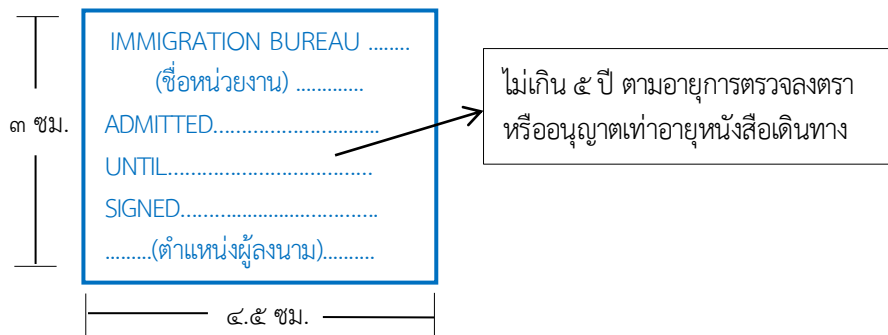 IMMIGRATION BUREAU ........
(ชื่อหน่วยงาน) .............
ADMITTED.................................
UNTIL.........................................
SIGNED.......................................
.........(ตำแหน่งผู้ลงนาม)..........
๓ ซม.
๔.๕ ซม.
ไม่เกิน ๕ ปี ตามอายุการตรวจลงตรา
หรืออนุญาตเท่าอายุหนังสือเดินทาง